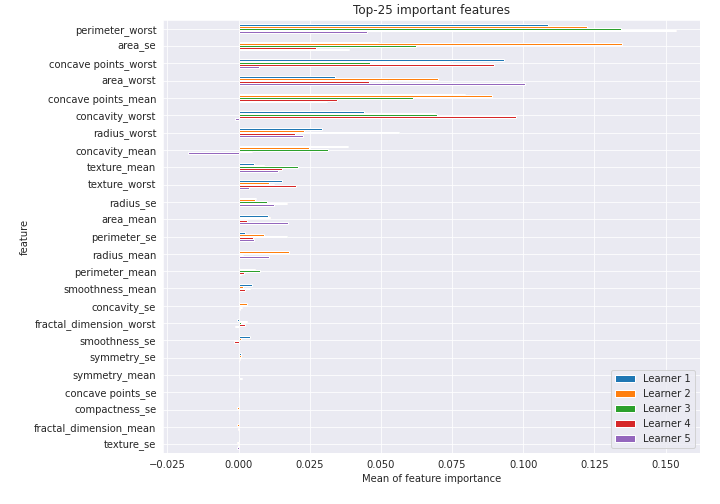 Top-25 important features
perimeter_worst
area_se
concave points_worst
area_worst
concave points_mean
concavity_worst
radius_worst
concavity_mean
texture_mean
texture_worst
radius_se
area_mean
perimeter_se
radius_mean
perimeter_mean
smoothness_mean
concavity_se
fractal_dimension_worst
smoothness_se
symmetry_se
symmetry_mean
concave points_se
compactness_se
fractal_dimension_mean
texture_se
feature
Learner 1
Learner 2
Learner 3
Learner 4
Learner 5
−0.025 0.000 0.025 0.050 0.075 0.100 0.125 0.150
Mean of feature importance